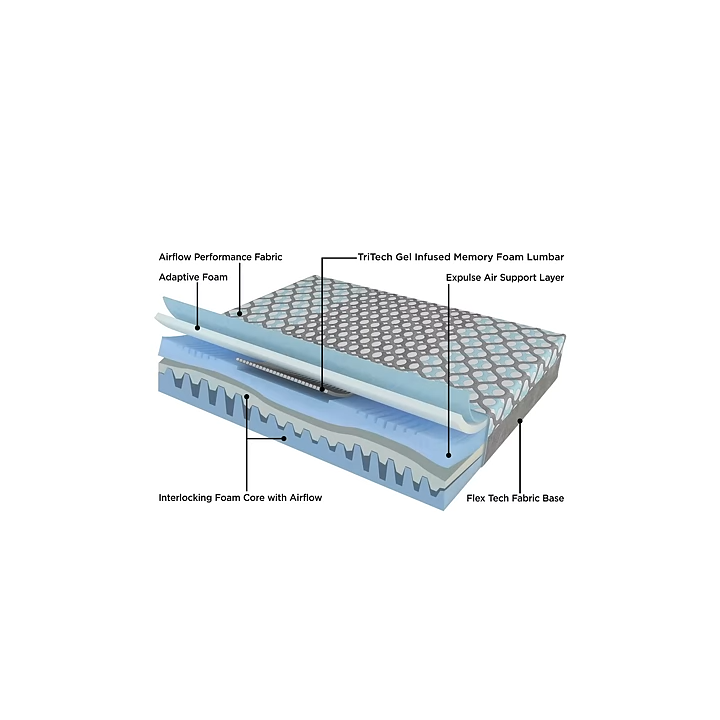 Airflow Performance Fabric
TriTech Gel Infused Memory Foam Lumbar
Adaptive Foam
Expulse Air Support Layer
Interlocking Foam Core with Airflow
Flex Tech Fabric Base